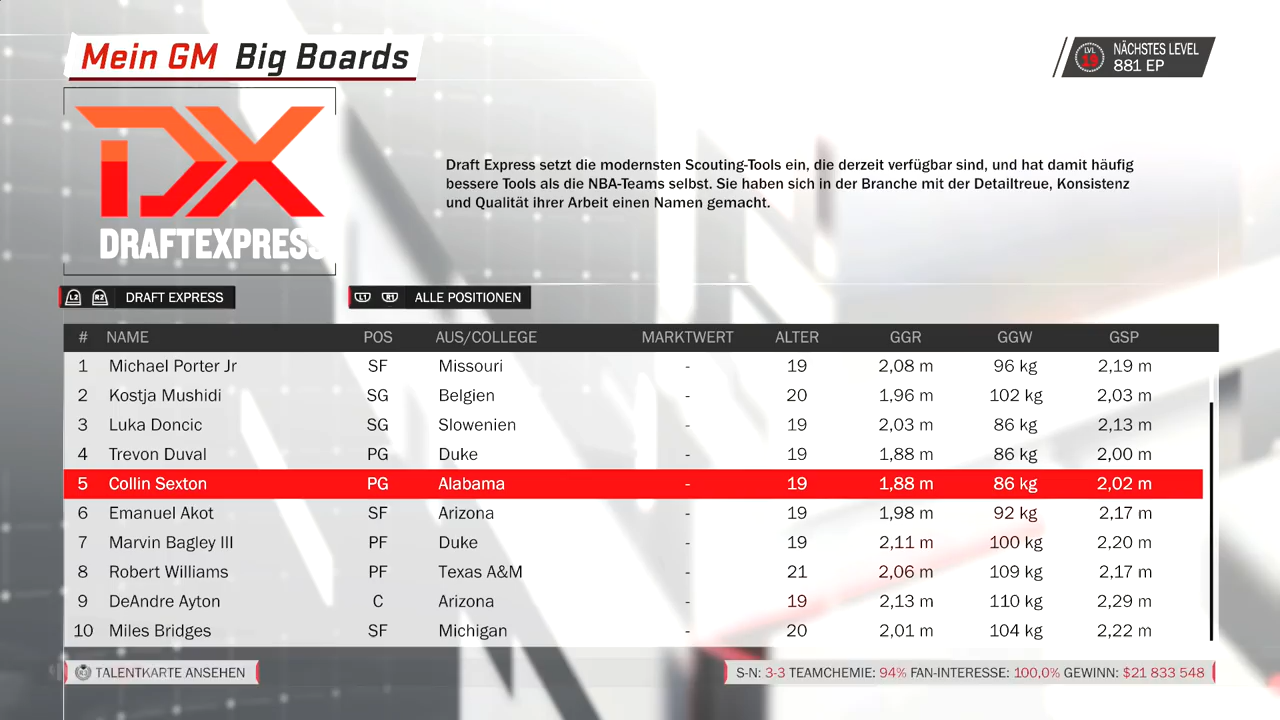 Mein GM Big Boards
LVL 19 NÄCHSTES LEVEL
881 EP
DX
DRAFTEXPRESS
Draft Express setzt die modernsten Scouting-Tools ein, die derzeit verfügbar sind, und hat damit häufig
bessere Tools als die NBA-Teams selbst. Sie haben sich in der Branche mit der Detailtreue, Konsistenz
und Qualität ihrer Arbeit einen Namen gemacht.
L2 R2 DRAFT EXPRESS L1 R1 ALLE POSITIONEN
# NAME POS AUS/COLLEGE MARKTWERT ALTER GGR GGW GSP
1 Michael Porter Jr SF Missouri - 19 2,08 m 96 kg 2,19 m
2 Kostja Mushidi SG Belgien - 20 1,96 m 102 kg 2,03 m
3 Luka Doncic SG Slowenien - 19 2,03 m 86 kg 2,13 m
4 Trevon Duval PG Duke - 19 1,88 m 86 kg 2,00 m
5 Collin Sexton PG Alabama - 19 1,88 m 86 kg 2,02 m
6 Emanuel Akot SF Arizona - 19 1,98 m 92 kg 2,17 m
7 Marvin Bagley III PF Duke - 19 2,11 m 100 kg 2,20 m
8 Robert Williams PF Texas A&M - 21 2,06 m 109 kg 2,17 m
9 DeAndre Ayton C Arizona - 19 2,13 m 110 kg 2,29 m
10 Miles Bridges SF Michigan - 20 2,01 m 104 kg 2,22 m
TALENTKARTE ANSEHEN S-N: 3-3 TEAMCHEMIE: 94% FAN-INTERESSE: 100,0% GEWINN: $21 833 548